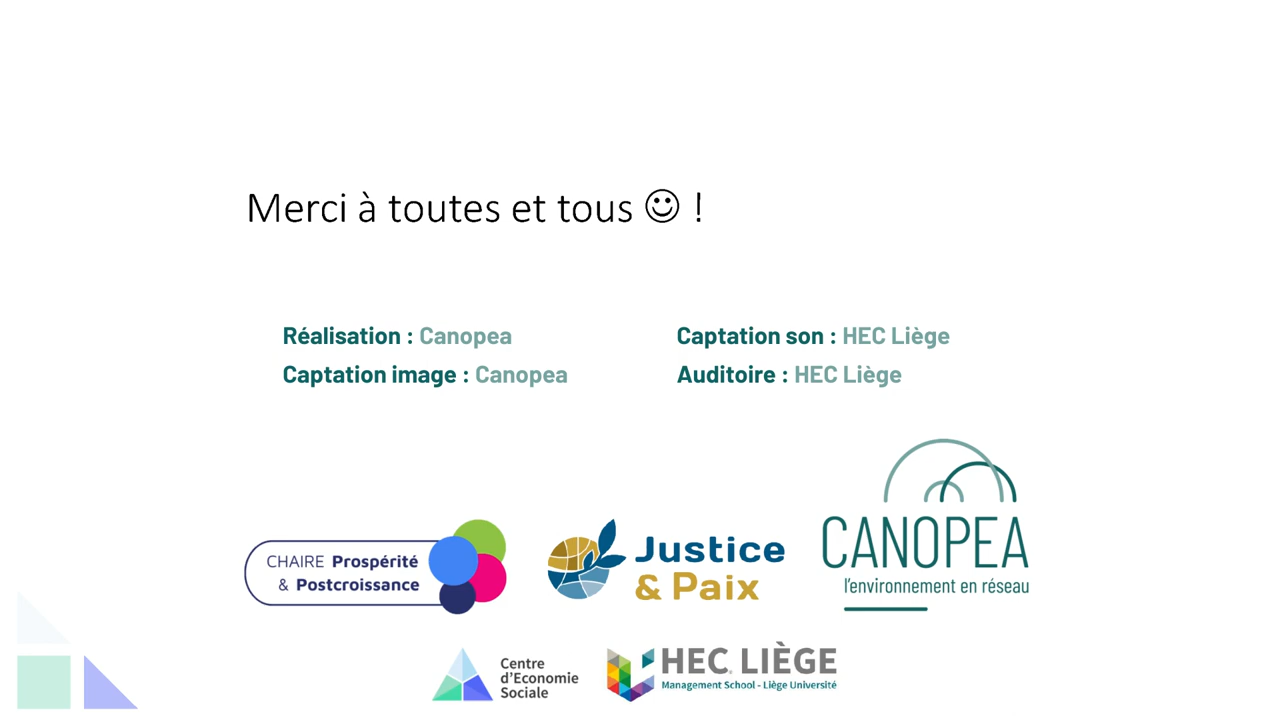 Merci à toutes et tous ☺ !
Réalisation : Canopea
Captation image : Canopea
Captation son : HEC Liège
Auditoire : HEC Liège
CHAIRE Prospérité
& Postcroissance
Justice
& Paix
CANOPEA
l'environnement en réseau
Centre
d'Economie
Sociale
HEC. LIÈGE
Management School - Liège Université